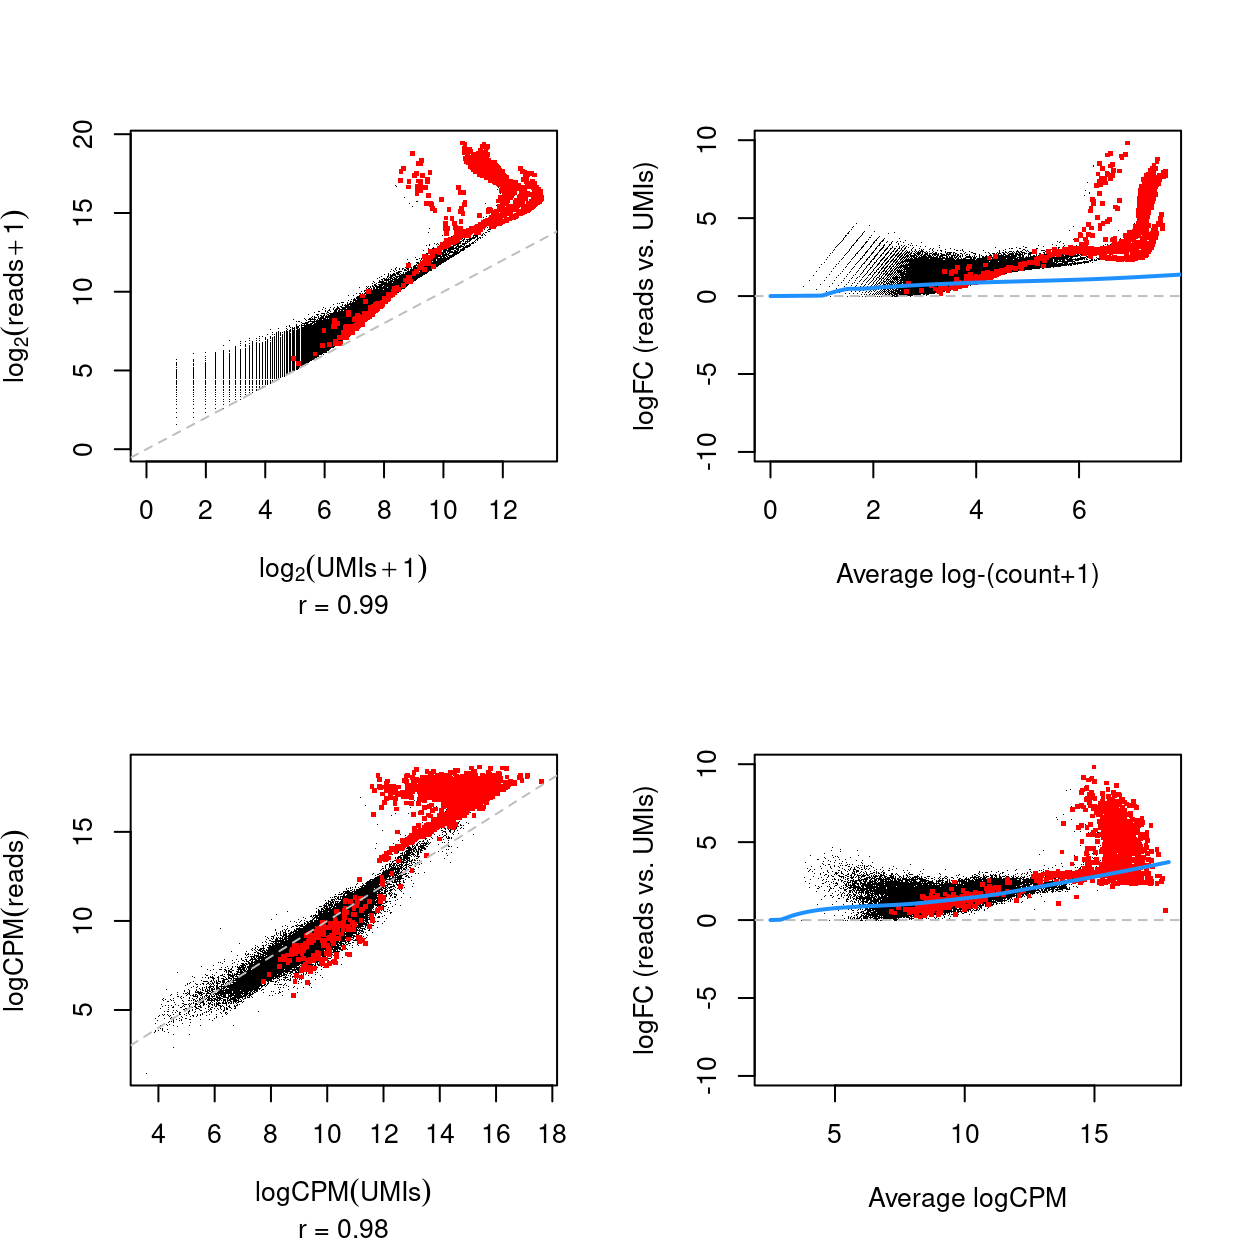 log₂(reads+1)
20
15
10
5
0
0 2 4 6 8 10 12
log₂(UMIs+1)
r = 0.99
logFC (reads vs. UMIs)
10
5
0
-5
-10
0 2 4 6
Average log-(count+1)
logCPM(reads)
15
10
5
4 6 8 10 12 14 16 18
logCPM(UMIs)
r = 0.98
logFC (reads vs. UMIs)
10
5
0
-5
-10
5 10 15
Average logCPM